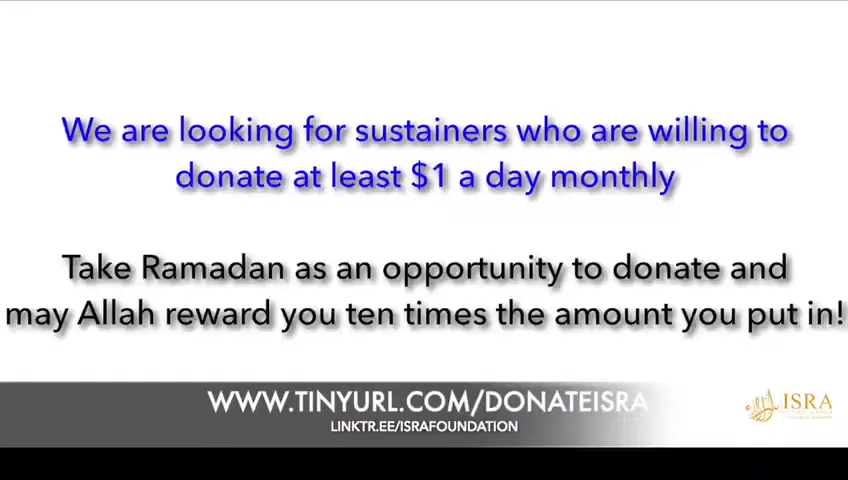 We are looking for sustainers who are willing to
donate at least $1 a day monthly
Take Ramadan as an opportunity to donate and
may Allah reward you ten times the amount you put in!
WWW.TINYURL.COM/DONATEISRA
LINKTR.EE/ISRAFOUNDATION
ISRA